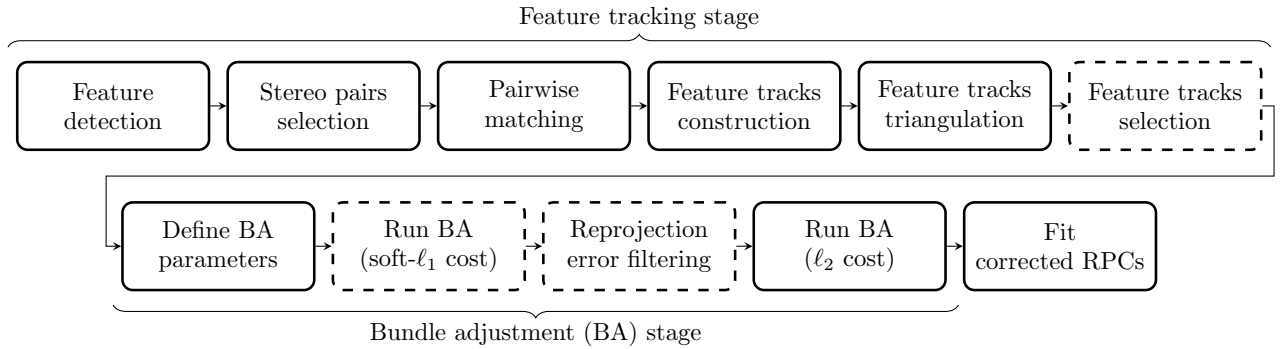 Feature tracking stage
Feature
detection
Stereo pairs
selection
Pairwise
matching
Feature tracks
construction
Feature tracks
triangulation
Feature tracks
selection
Define BA
parameters
Run BA
(soft-ℓ₁ cost)
Reprojection
error filtering
Run BA
(ℓ₂ cost)
Fit
corrected RPCs
Bundle adjustment (BA) stage